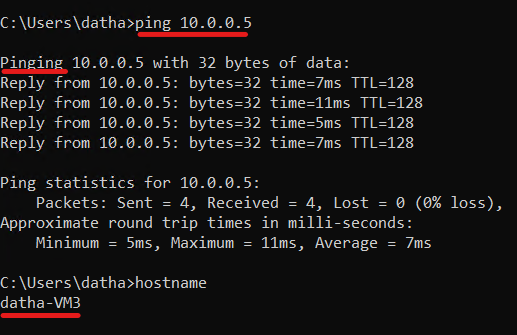 C:\Users\datha>ping 10.0.0.5
Pinging 10.0.0.5 with 32 bytes of data:
Reply from 10.0.0.5: bytes=32 time=7ms TTL=128
Reply from 10.0.0.5: bytes=32 time=11ms TTL=128
Reply from 10.0.0.5: bytes=32 time=5ms TTL=128
Reply from 10.0.0.5: bytes=32 time=7ms TTL=128
Ping statistics for 10.0.0.5:
    Packets: Sent = 4, Received = 4, Lost = 0 (0% loss),
Approximate round trip times in milli-seconds:
    Minimum = 5ms, Maximum = 11ms, Average = 7ms
C:\Users\datha>hostname
datha-VM3